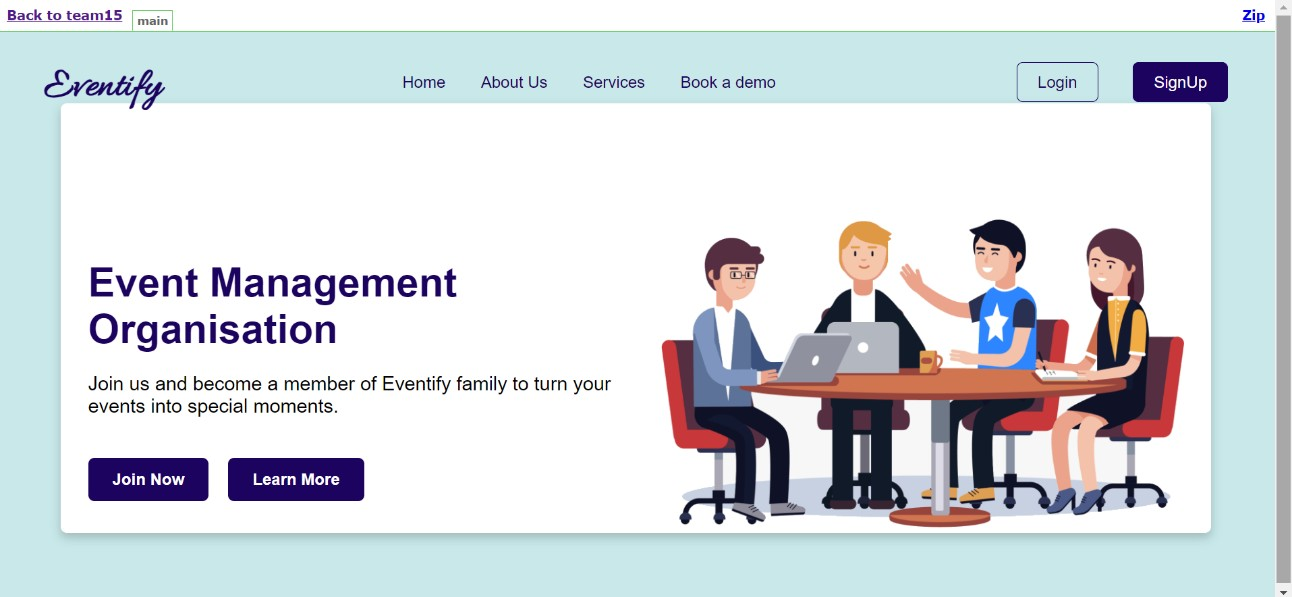 Back to team15 main Zip
Eventify Home About Us Services Book a demo Login SignUp
Event Management
Organisation
Join us and become a member of Eventify family to turn your
events into special moments.
Join Now Learn More